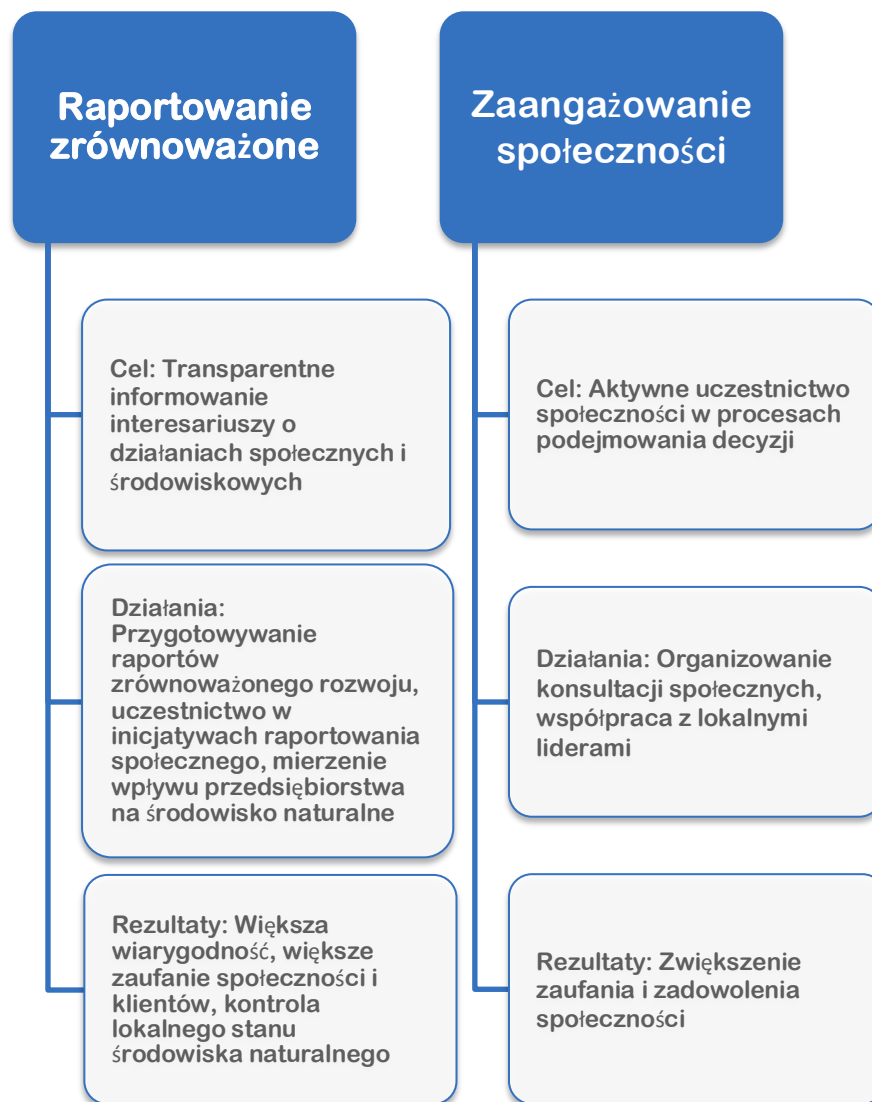 Raportowanie
zrównoważone
Cel: Transparentne
informowanie
interesariuszy o
działaniach społecznych i
środowiskowych
Działania:
Przygotowywanie
raportów
zrównoważonego rozwoju,
uczestnictwo w
inicjatywach raportowania
społecznego, mierzenie
wpływu przedsiębiorstwa
na środowisko naturalne
Rezultaty: Większa
wiarygodność, większe
zaufanie społeczności i
klientów, kontrola
lokalnego stanu
środowiska naturalnego
Zaangażowanie
społeczności
Cel: Aktywne uczestnictwo
społeczności w procesach
podejmowania decyzji
Działania: Organizowanie
konsultacji społecznych,
współpraca z lokalnymi
liderami
Rezultaty: Zwiększenie
zaufania i zadowolenia
społeczności